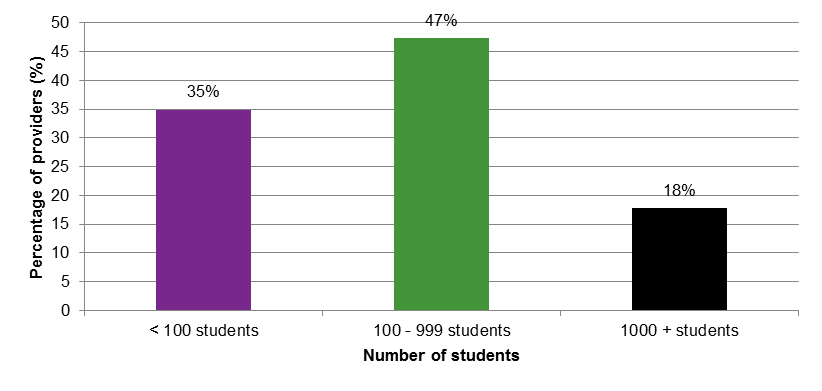 Percentage of providers (%)
50
45
40
35
30
25
20
15
10
5
0
35%
47%
18%
< 100 students
100 - 999 students
1000 + students
Number of students